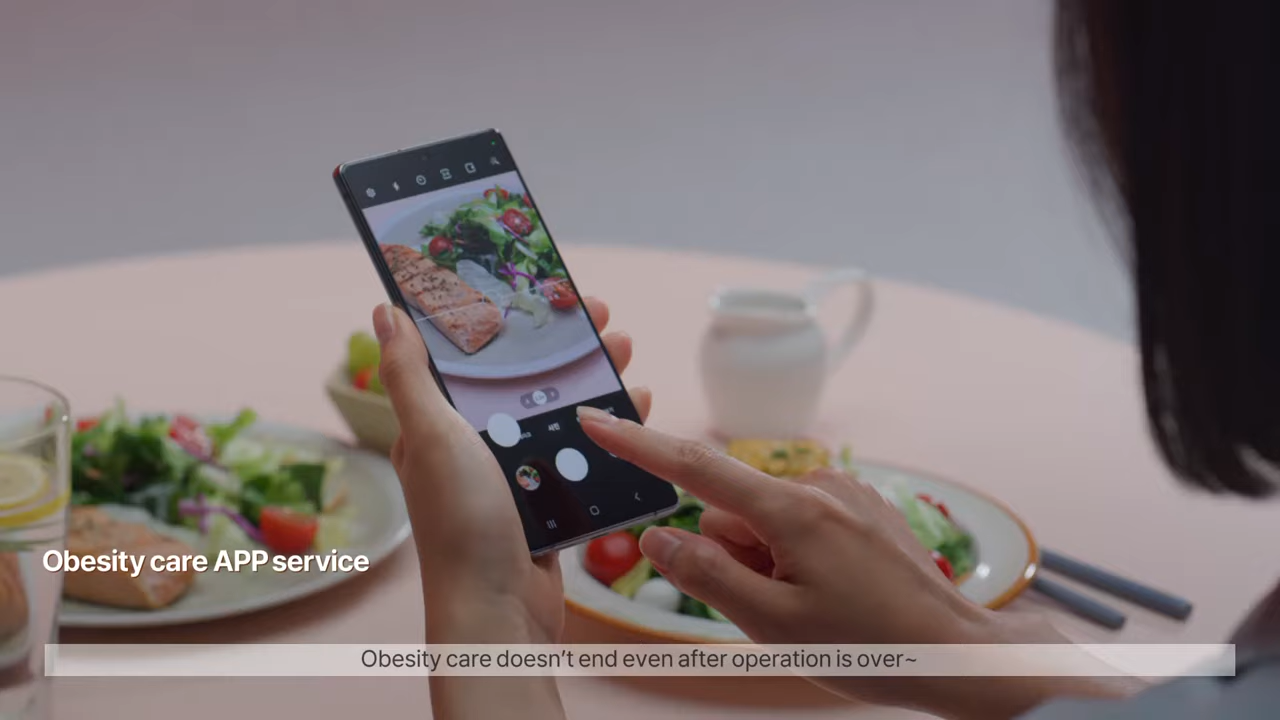 Obesity care APP service
Obesity care doesn't end even after operation is over~